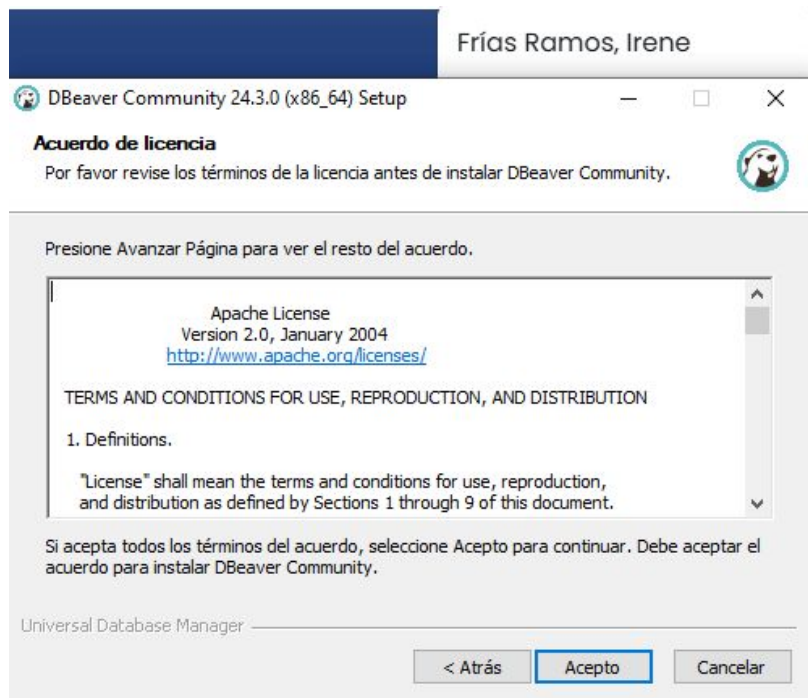 Frías Ramos, Irene
DBeaver Community 24.3.0 (x86_64) Setup
Acuerdo de licencia
Por favor revise los términos de la licencia antes de instalar DBeaver Community.
Presione Avanzar Página para ver el resto del acuerdo.
Apache License
Version 2.0, January 2004
http://www.apache.org/licenses/
TERMS AND CONDITIONS FOR USE, REPRODUCTION, AND DISTRIBUTION
1. Definitions.
"License" shall mean the terms and conditions for use, reproduction,
and distribution as defined by Sections 1 through 9 of this document.
Si acepta todos los términos del acuerdo, seleccione Acepto para continuar. Debe aceptar el
acuerdo para instalar DBeaver Community.
Universal Database Manager
< Atrás Acepto Cancelar